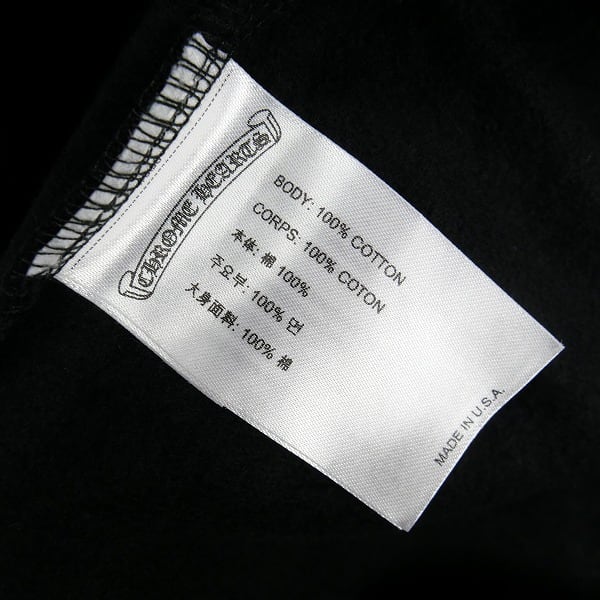 CHROME HEARTS
BODY: 100% COTTON
CORPS: 100% COTON
本体: 棉 100%
주요부: 100% 면
大身面料: 100% 棉
MADE IN U.S.A.